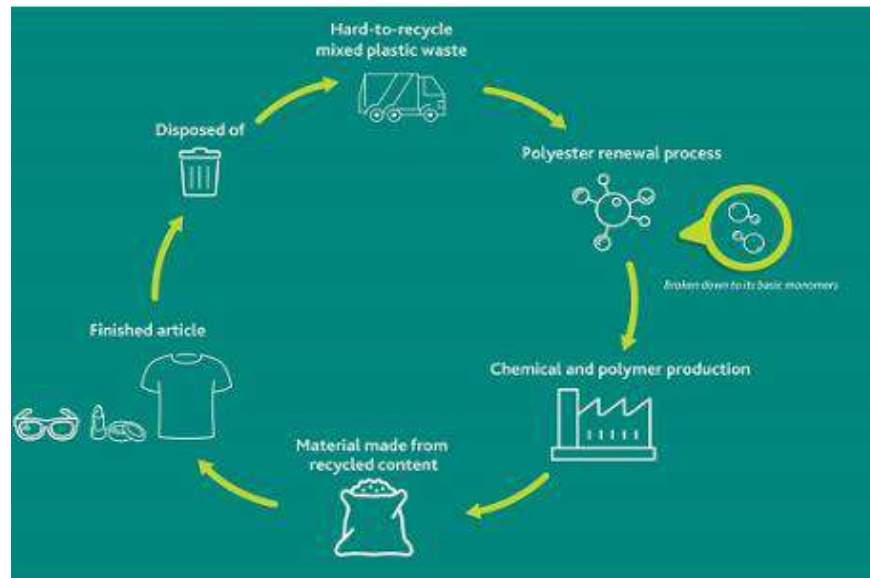 Hard-to-recycle
mixed plastic waste
Disposed of
Polyester renewal process
Broken down to its basic monomers
Finished article
Chemical and polymer production
Material made from
recycled content